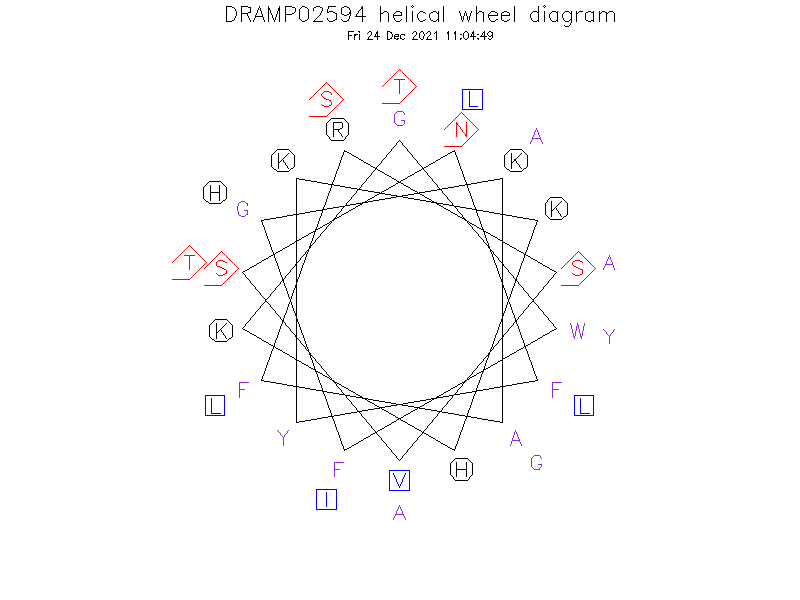 DRAMP02594 helical wheel diagram
Fri 24 Dec 2021 11:04:49
T
S L
G
R N
A
K K
H
G K
T S S A
K W Y
F F
L L
Y A
G
F H
V
I
A